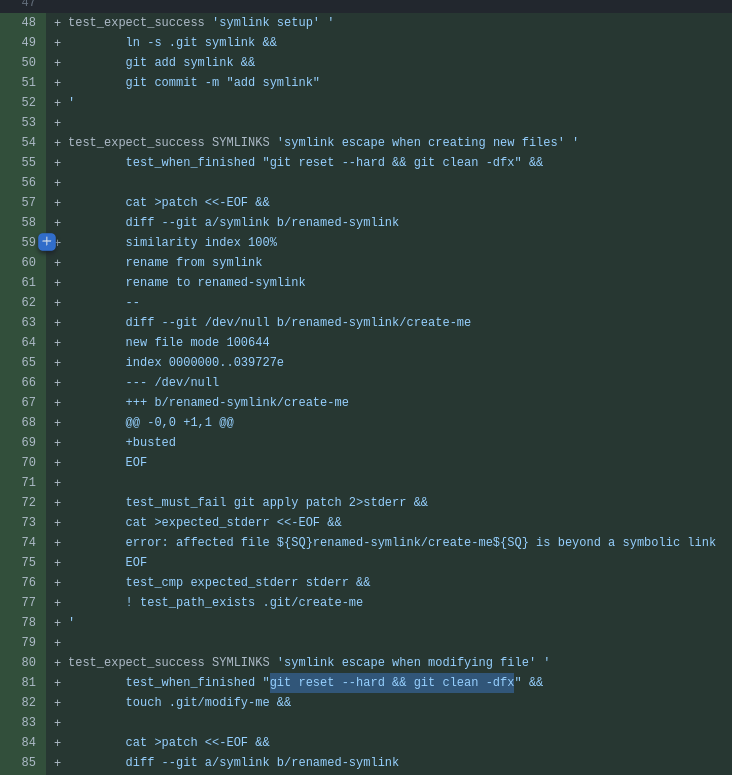 47
48 + test_expect_success 'symlink setup' '
49 + ln -s .git symlink &&
50 + git add symlink &&
51 + git commit -m "add symlink"
52 + '
53 +
54 + test_expect_success SYMLINKS 'symlink escape when creating new files' '
55 + test_when_finished "git reset --hard && git clean -dfx" &&
56 +
57 + cat >patch <<-EOF &&
58 + diff --git a/symlink b/renamed-symlink
59 + similarity index 100%
60 + rename from symlink
61 + rename to renamed-symlink
62 + --
63 + diff --git /dev/null b/renamed-symlink/create-me
64 + new file mode 100644
65 + index 0000000..039727e
66 + --- /dev/null
67 + +++ b/renamed-symlink/create-me
68 + @@ -0,0 +1,1 @@
69 + +busted
70 + EOF
71 +
72 + test_must_fail git apply patch 2>stderr &&
73 + cat >expected_stderr <<-EOF &&
74 + error: affected file ${SQ}renamed-symlink/create-me${SQ} is beyond a symbolic link
75 + EOF
76 + test_cmp expected_stderr stderr &&
77 + ! test_path_exists .git/create-me
78 + '
79 +
80 + test_expect_success SYMLINKS 'symlink escape when modifying file' '
81 + test_when_finished "git reset --hard && git clean -dfx" &&
82 + touch .git/modify-me &&
83 +
84 + cat >patch <<-EOF &&
85 + diff --git a/symlink b/renamed-symlink